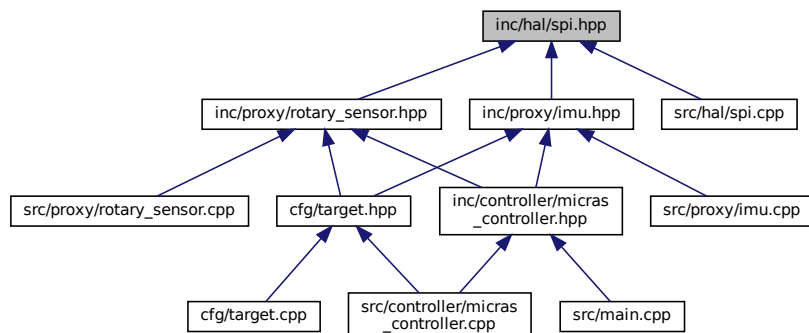 inc/hal/spi.hpp
inc/proxy/rotary_sensor.hpp
inc/proxy/imu.hpp
src/hal/spi.cpp
src/proxy/rotary_sensor.cpp
cfg/target.hpp
inc/controller/micras
_controller.hpp
src/proxy/imu.cpp
cfg/target.cpp
src/controller/micras
_controller.cpp
src/main.cpp